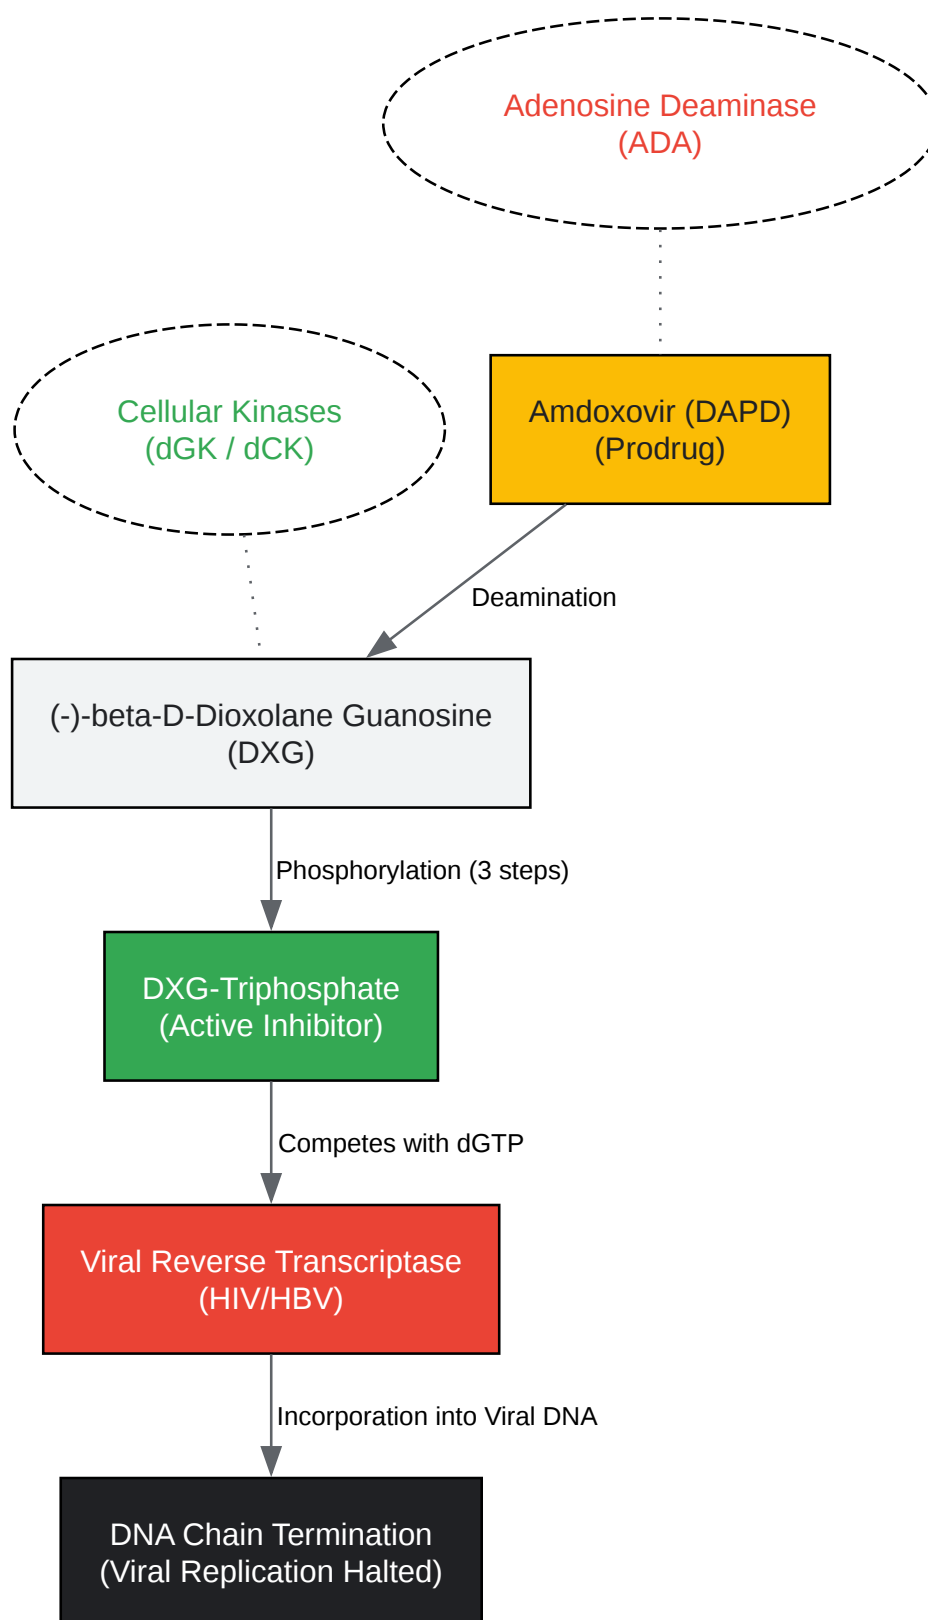 Adenosine Deaminase
(ADA)
Cellular Kinases
(dGK / dCK)
Amdoxovir (DAPD)
(Prodrug)
Deamination
(-)-beta-D-Dioxolane Guanosine
(DXG)
Phosphorylation (3 steps)
DXG-Triphosphate
(Active Inhibitor)
Competes with dGTP
Viral Reverse Transcriptase
(HIV/HBV)
Incorporation into Viral DNA
DNA Chain Termination
(Viral Replication Halted)